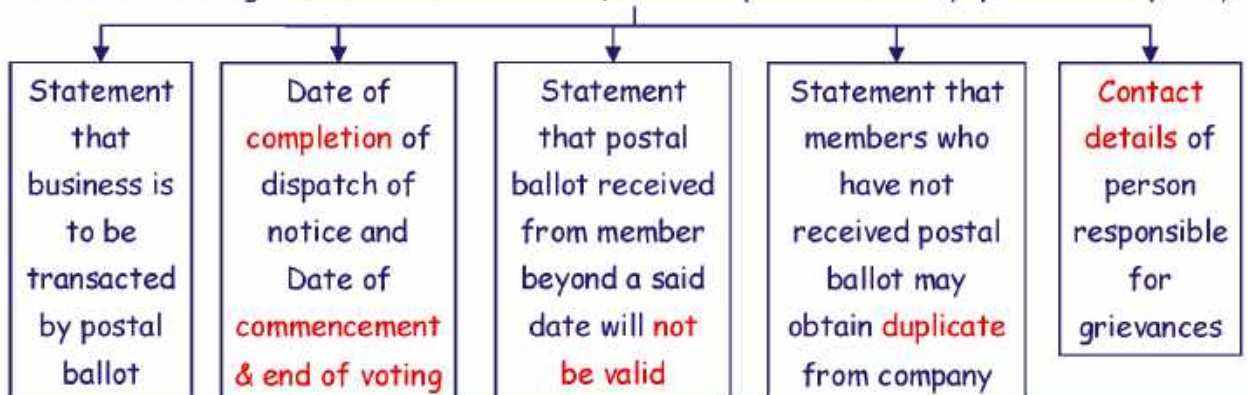 Statement
that
business is
to be
transacted
by postal
ballot
Date of
completion of
dispatch of
notice and
Date of
commencement
& end of voting
Statement
that postal
ballot received
from member
beyond a said
date will not
be valid
Statement that
members who
have not
received postal
ballot may
obtain duplicate
from company
Contact
details of
person
responsible
for
grievances